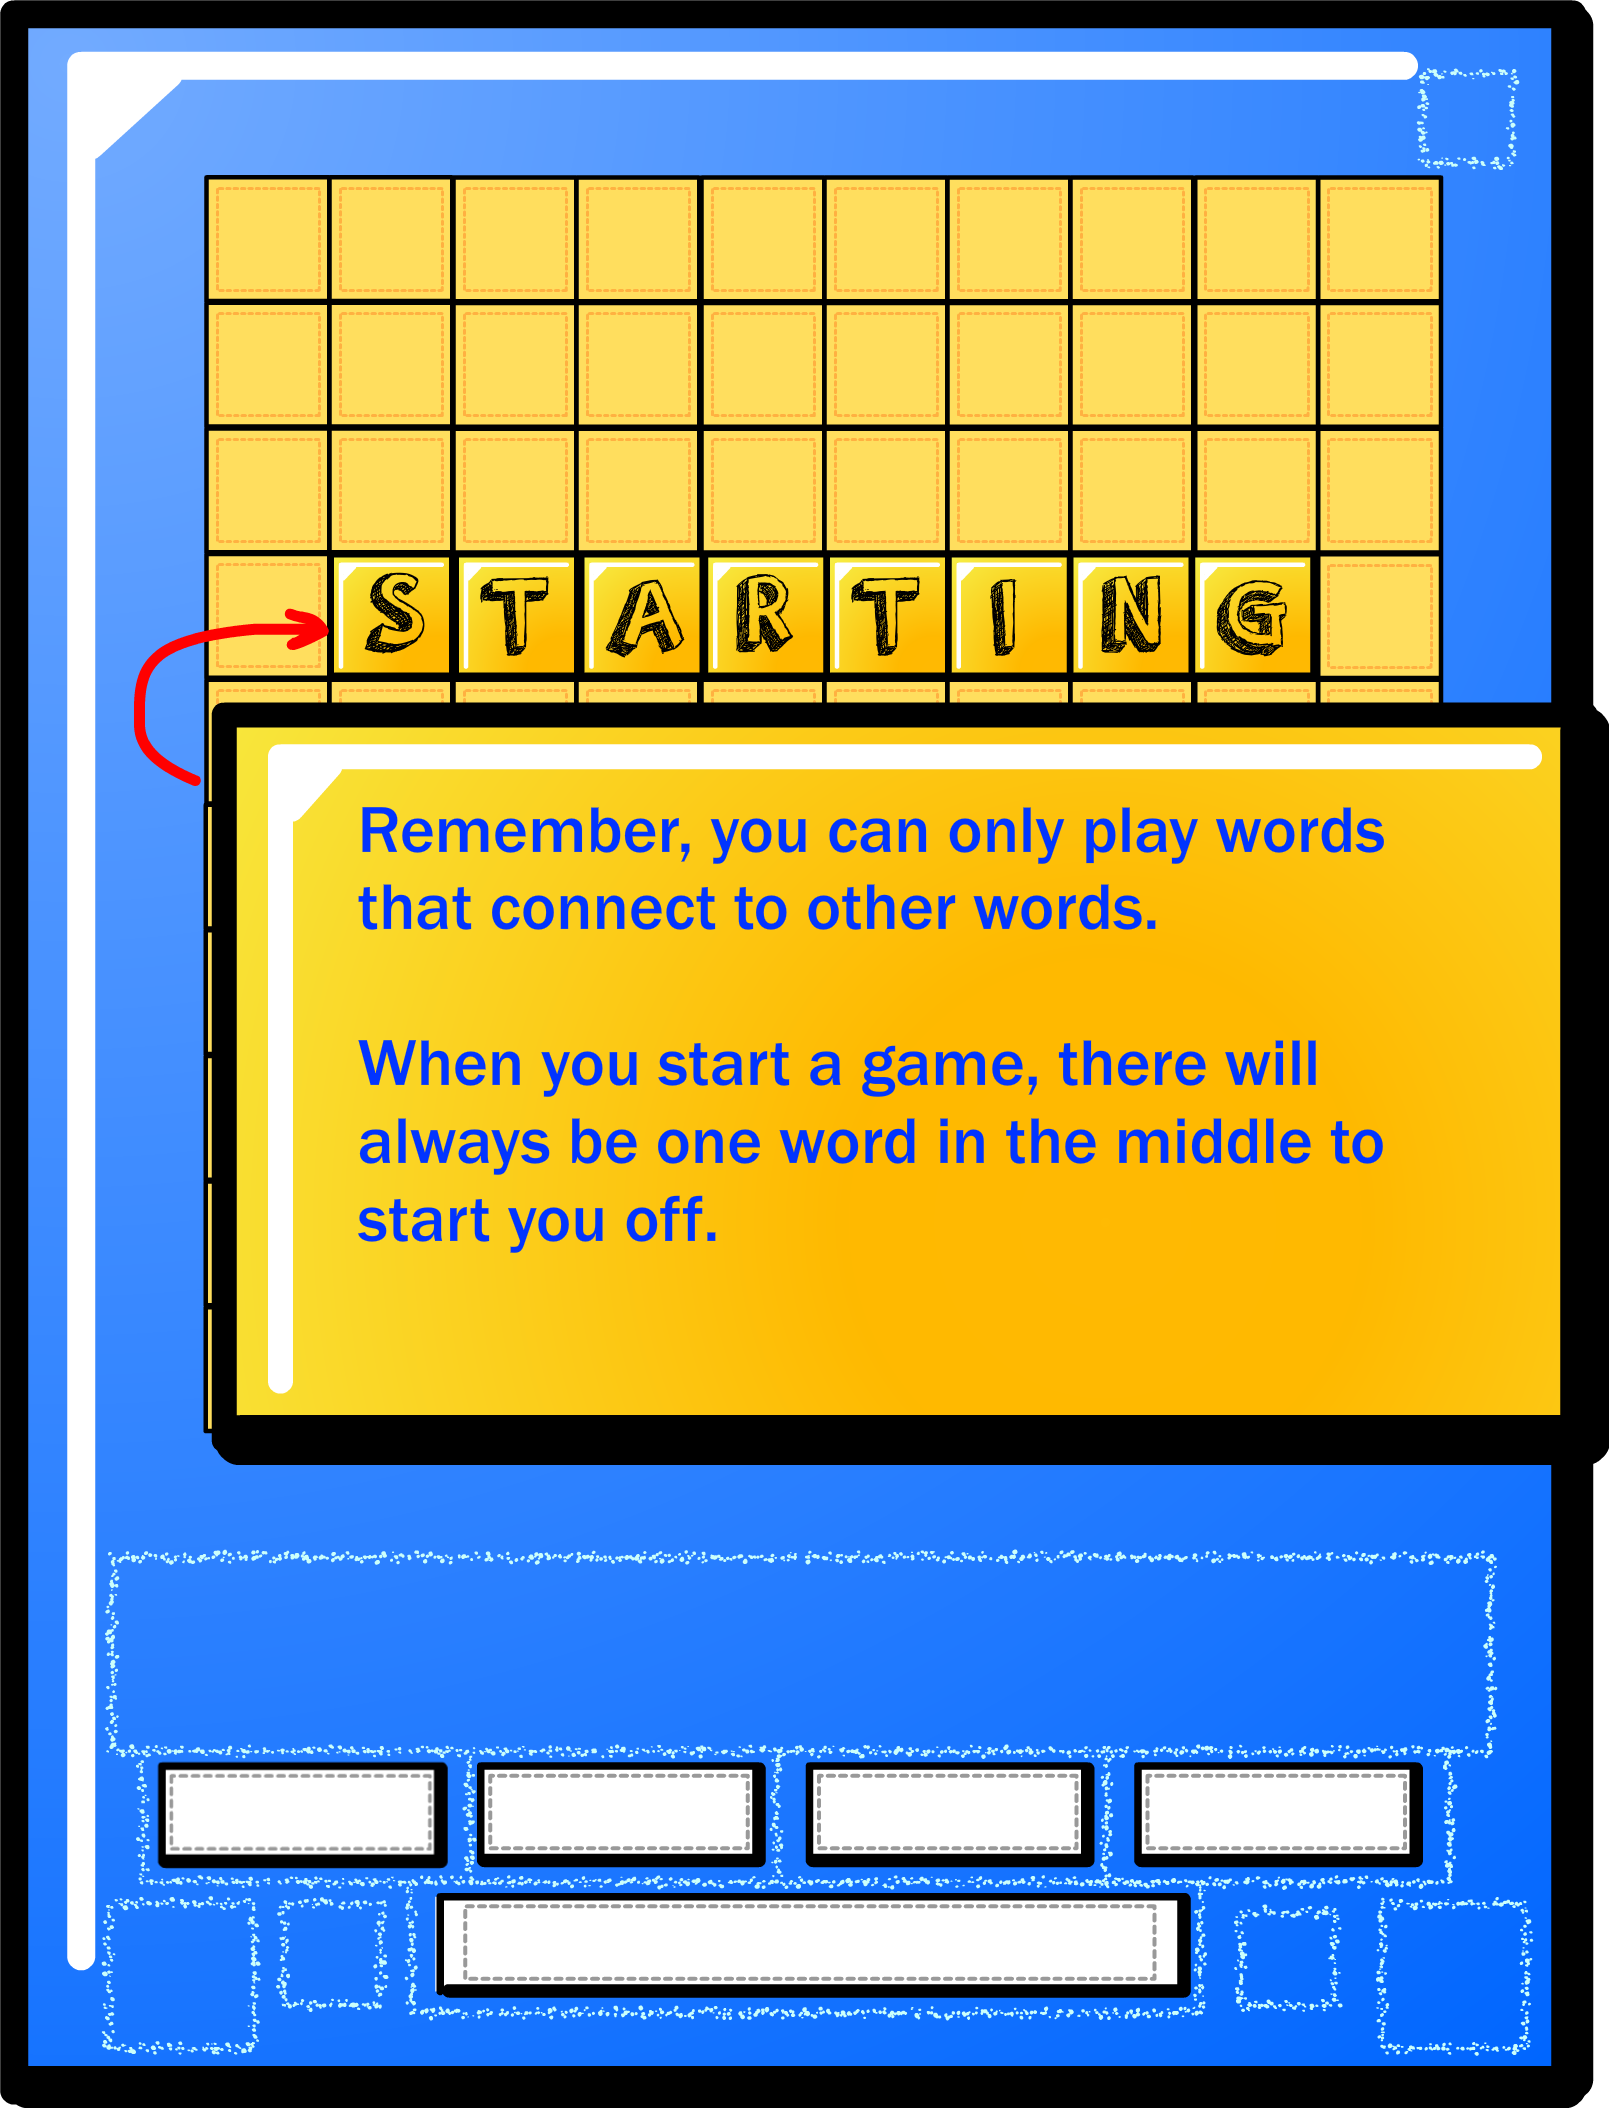 STARTING
Remember, you can only play words
that connect to other words.
When you start a game, there will
always be one word in the middle to
start you off.